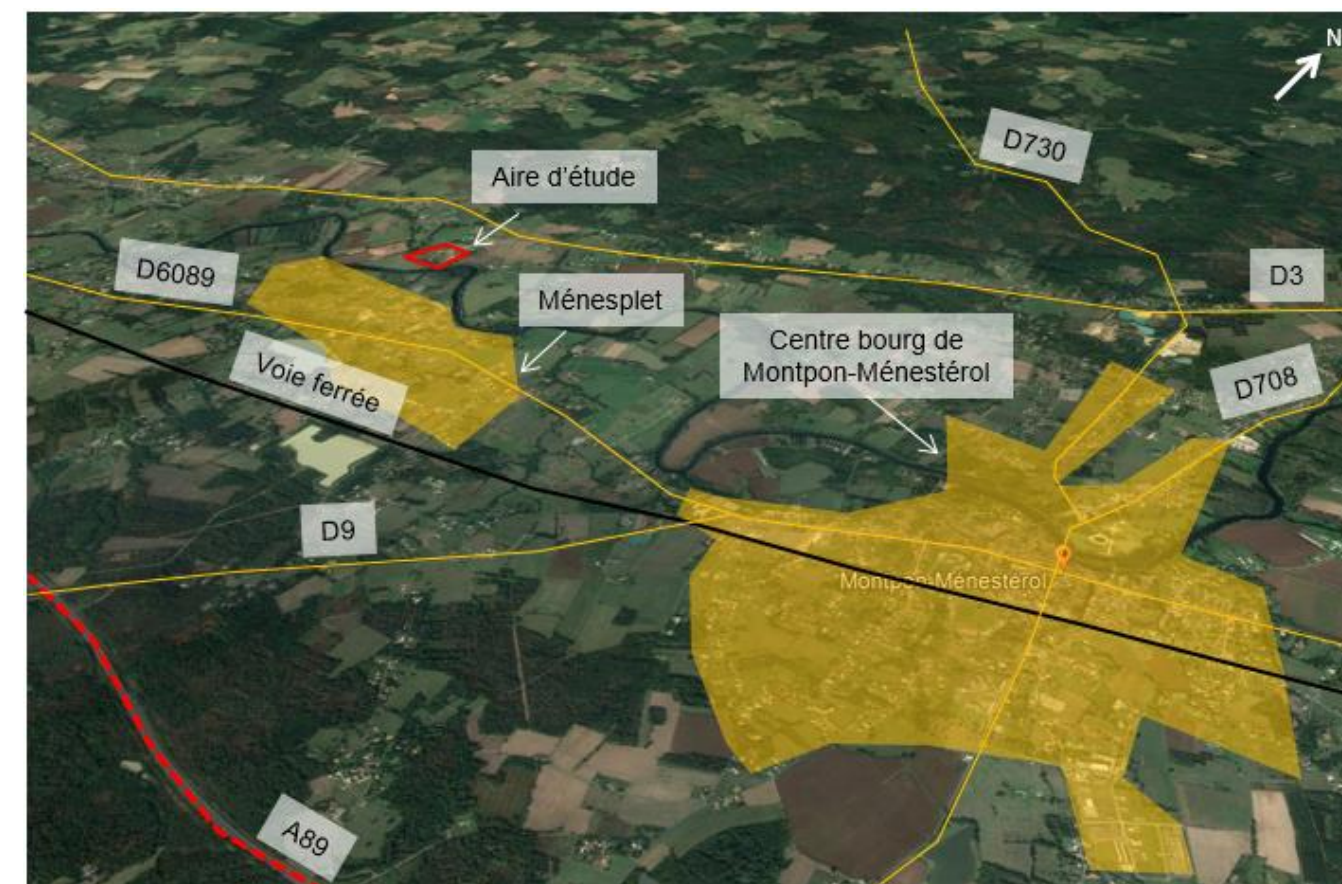 N
D730
Aire d'étude
D6089
D3
Ménesplet
Centre bourg de
Montpon-Ménestérol
Voie ferrée
D708
D9
Montpon-Ménestérol
A89